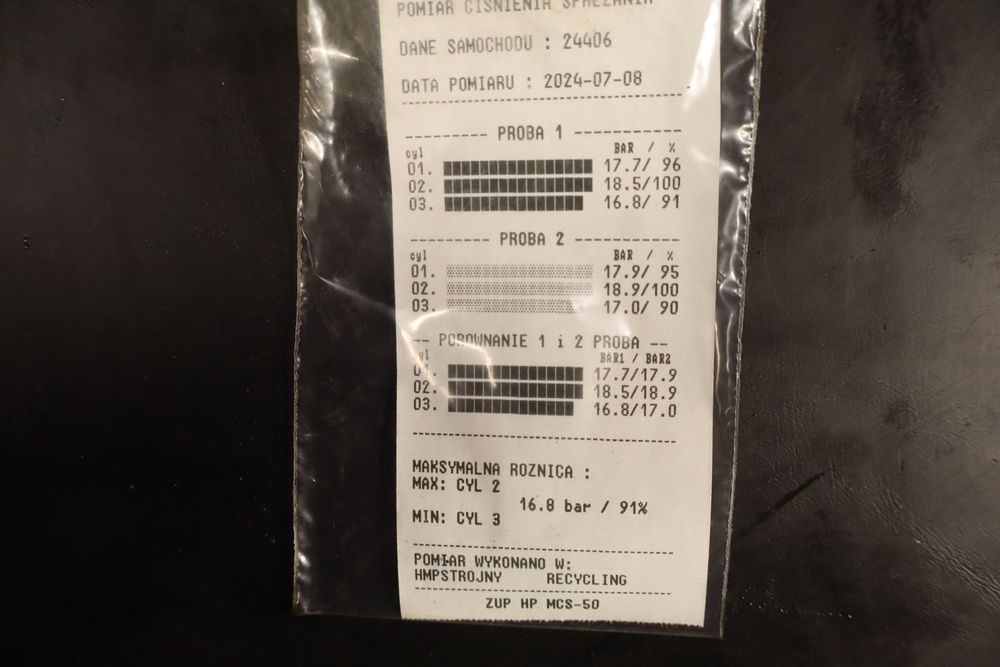 POMIAR CISNIENIA SPREZANIA
DANE SAMOCHODU : 24406
DATA POMIARU : 2024-07-08
PROBA 1
cyl BAR / %
01. 17.7/ 96
02. 18.5/100
03. 16.8/ 91
PROBA 2
cyl BAR / %
01. 17.9/ 95
02. 18.9/100
03. 17.0/ 90
-- POROWNANIE 1 i 2 PROBA --
cyl BAR1 / BAR2
01. 17.7/17.9
02. 18.5/18.9
03. 16.8/17.0
MAKSYMALNA ROZNICA :
MAX: CYL 2
16.8 bar / 91%
MIN: CYL 3
POMIAR WYKONANO W:
HMPSTROJNY RECYCLING
ZUP HP MCS-50